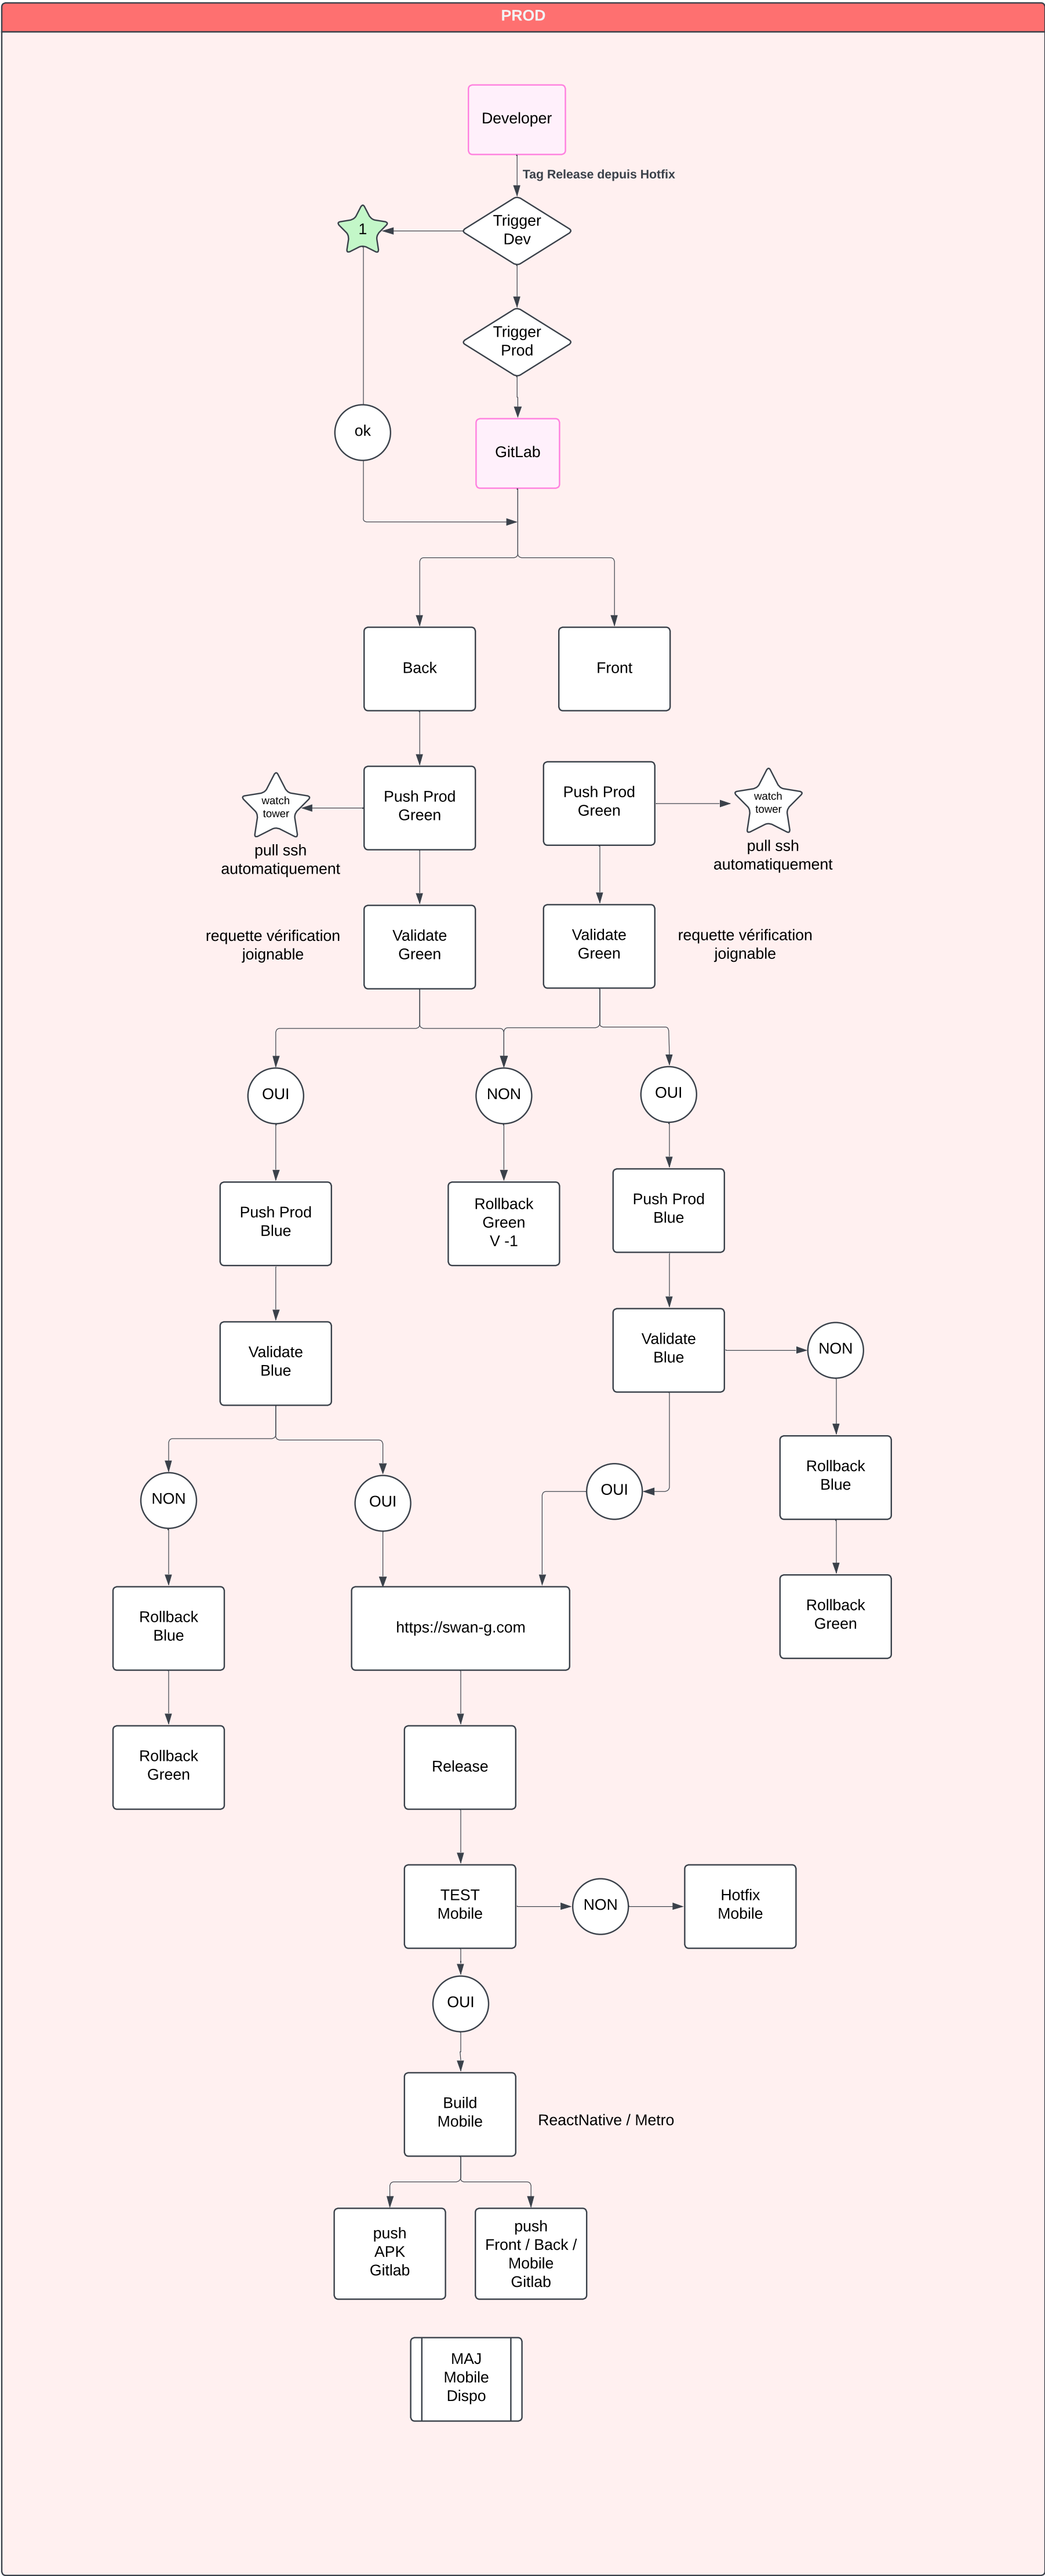 PROD
Developer
Tag Release depuis Hotfix
Trigger
Dev
1
Trigger
Prod
ok
GitLab
Back
Front
Push Prod
Green
watch
tower
pull ssh
automatiquement
Push Prod
Green
watch
tower
pull ssh
automatiquement
requette vérification
joignable
Validate
Green
Validate
Green
requette vérification
joignable
OUI
NON
OUI
Push Prod
Blue
Rollback
Green
V -1
Push Prod
Blue
Validate
Blue
Validate
Blue
NON
NON
OUI
OUI
Rollback
Blue
Rollback
Blue
https://swan-g.com
Rollback
Green
Rollback
Green
Release
TEST
Mobile
NON
Hotfix
Mobile
OUI
Build
Mobile
ReactNative / Metro
push
APK
Gitlab
push
Front / Back /
Mobile
Gitlab
MAJ
Mobile
Dispo